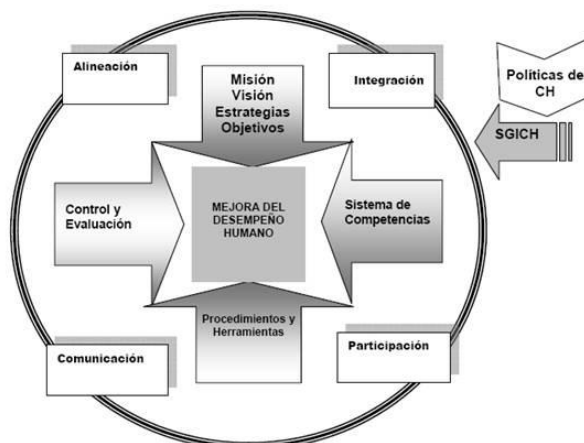 Alineación
Integración
Políticas de
CH
Misión
Visión
Estrategias
Objetivos
SGICH
Control y
Evaluación
MEJORA DEL
DESEMPEÑO
HUMANO
Sistema de
Competencias
Procedimientos y
Herramientas
Comunicación
Participación